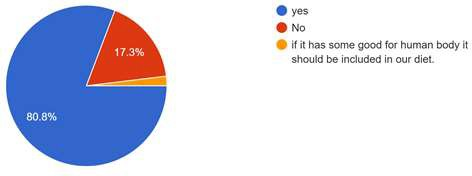 yes
No
if it has some good for human body it
should be included in our diet.
17.3%
80.8%